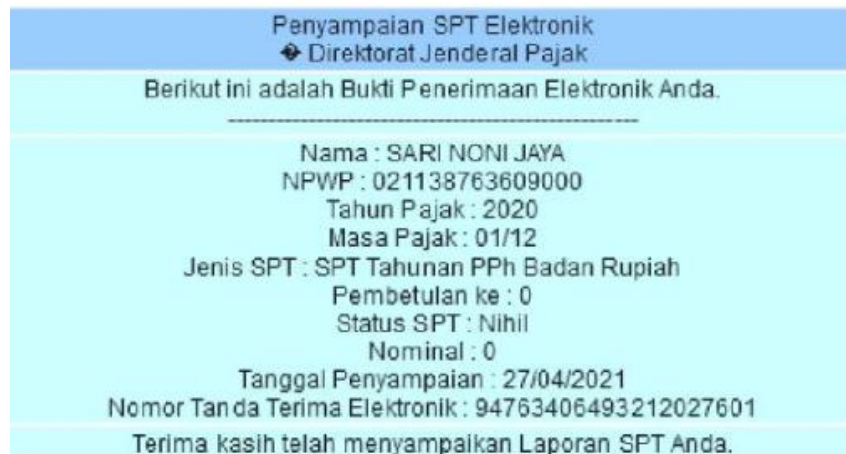 Penyampaian SPT Elektronik
� Direktorat Jenderal Pajak
Berikut ini adalah Bukti Penerimaan Elektronik Anda.
--------------------------------------------------
Nama : SARI NONI JAYA
NPWP : 021138763609000
Tahun Pajak : 2020
Masa Pajak : 01/12
Jenis SPT : SPT Tahunan PPh Badan Rupiah
Pembetulan ke : 0
Status SPT : Nihil
Nominal : 0
Tanggal Penyampaian : 27/04/2021
Nomor Tanda Terima Elektronik : 94763406493212027601
Terima kasih telah menyampaikan Laporan SPT Anda.